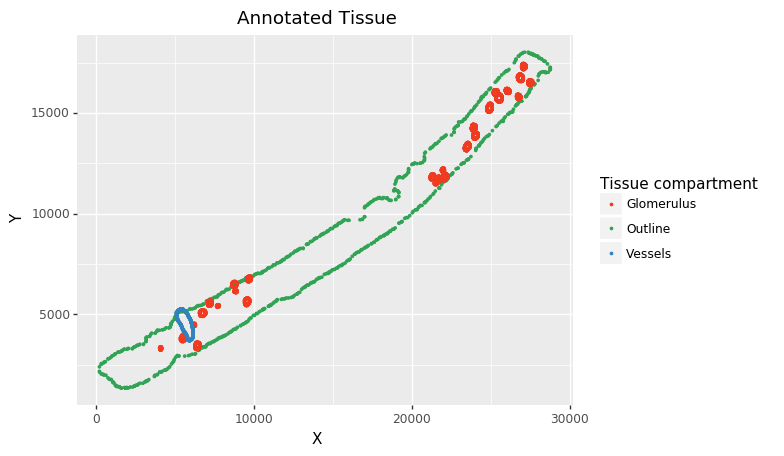 Annotated Tissue
15000
10000
5000
Y
0
10000
20000
30000
X
Tissue compartment
Glomerulus
Outline
Vessels